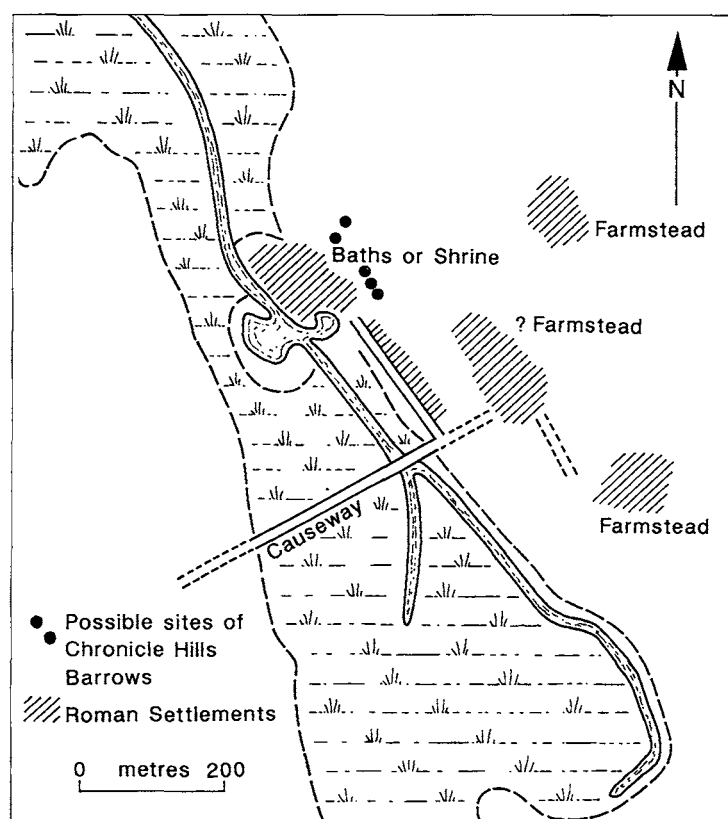 N
Farmstead
Baths or Shrine
? Farmstead
Farmstead
Causeway
Possible sites of
Chronicle Hills
Barrows
Roman Settlements
0 metres 200